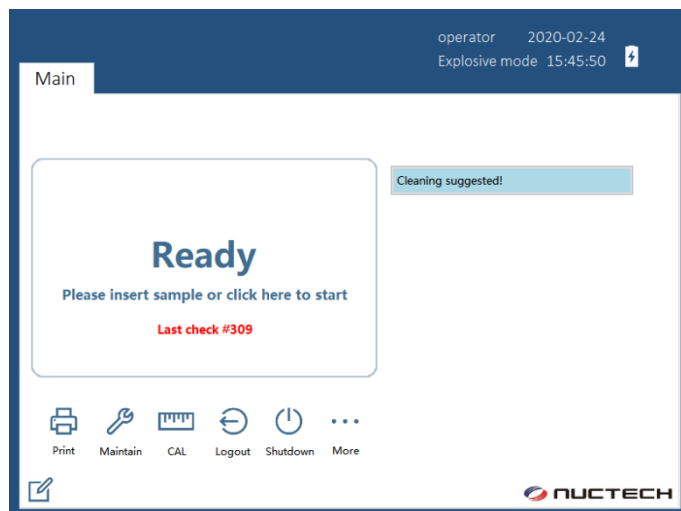 operator 2020-02-24
Explosive mode 15:45:50
Main
Cleaning suggested!
Ready
Please insert sample or click here to start
Last check #309
Print Maintain CAL Logout Shutdown More
NUCTECH